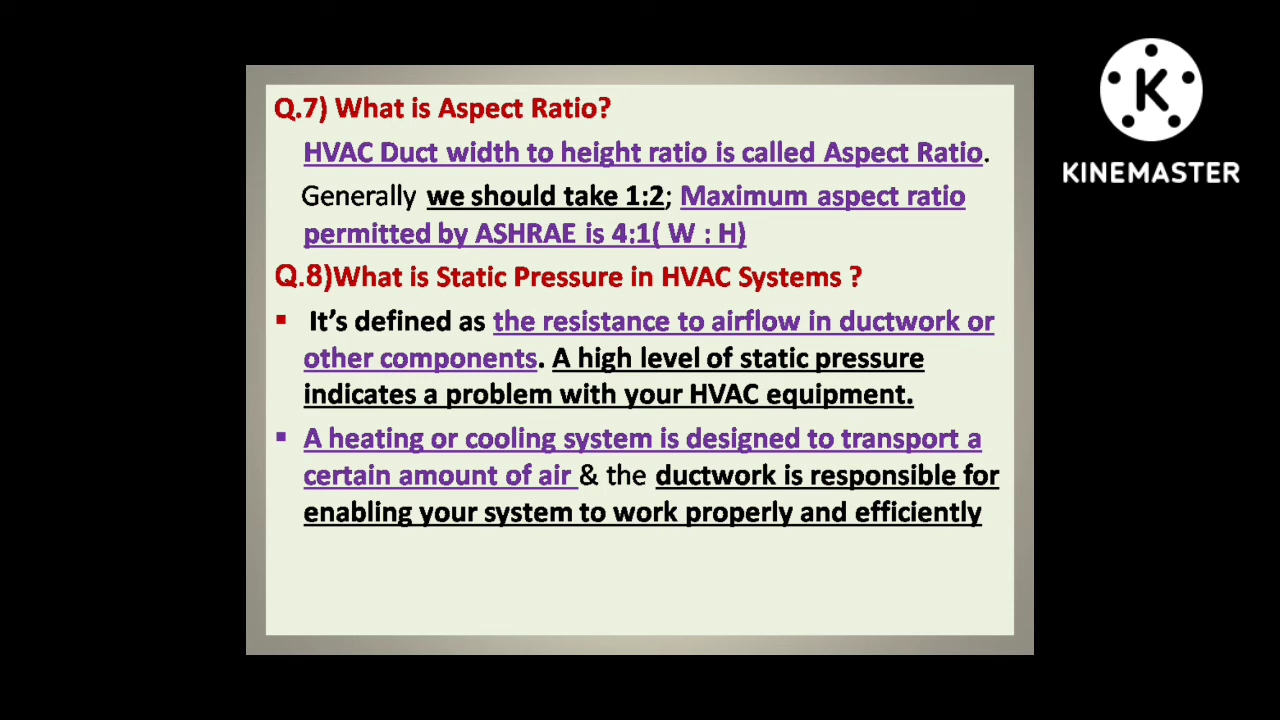 Q.7) What is Aspect Ratio?
HVAC Duct width to height ratio is called Aspect Ratio.
Generally we should take 1:2; Maximum aspect ratio
permitted by ASHRAE is 4:1( W : H)
Q.8)What is Static Pressure in HVAC Systems ?
▪ It's defined as the resistance to airflow in ductwork or
other components. A high level of static pressure
indicates a problem with your HVAC equipment.
▪ A heating or cooling system is designed to transport a
certain amount of air & the ductwork is responsible for
enabling your system to work properly and efficiently
K
KINEMASTER